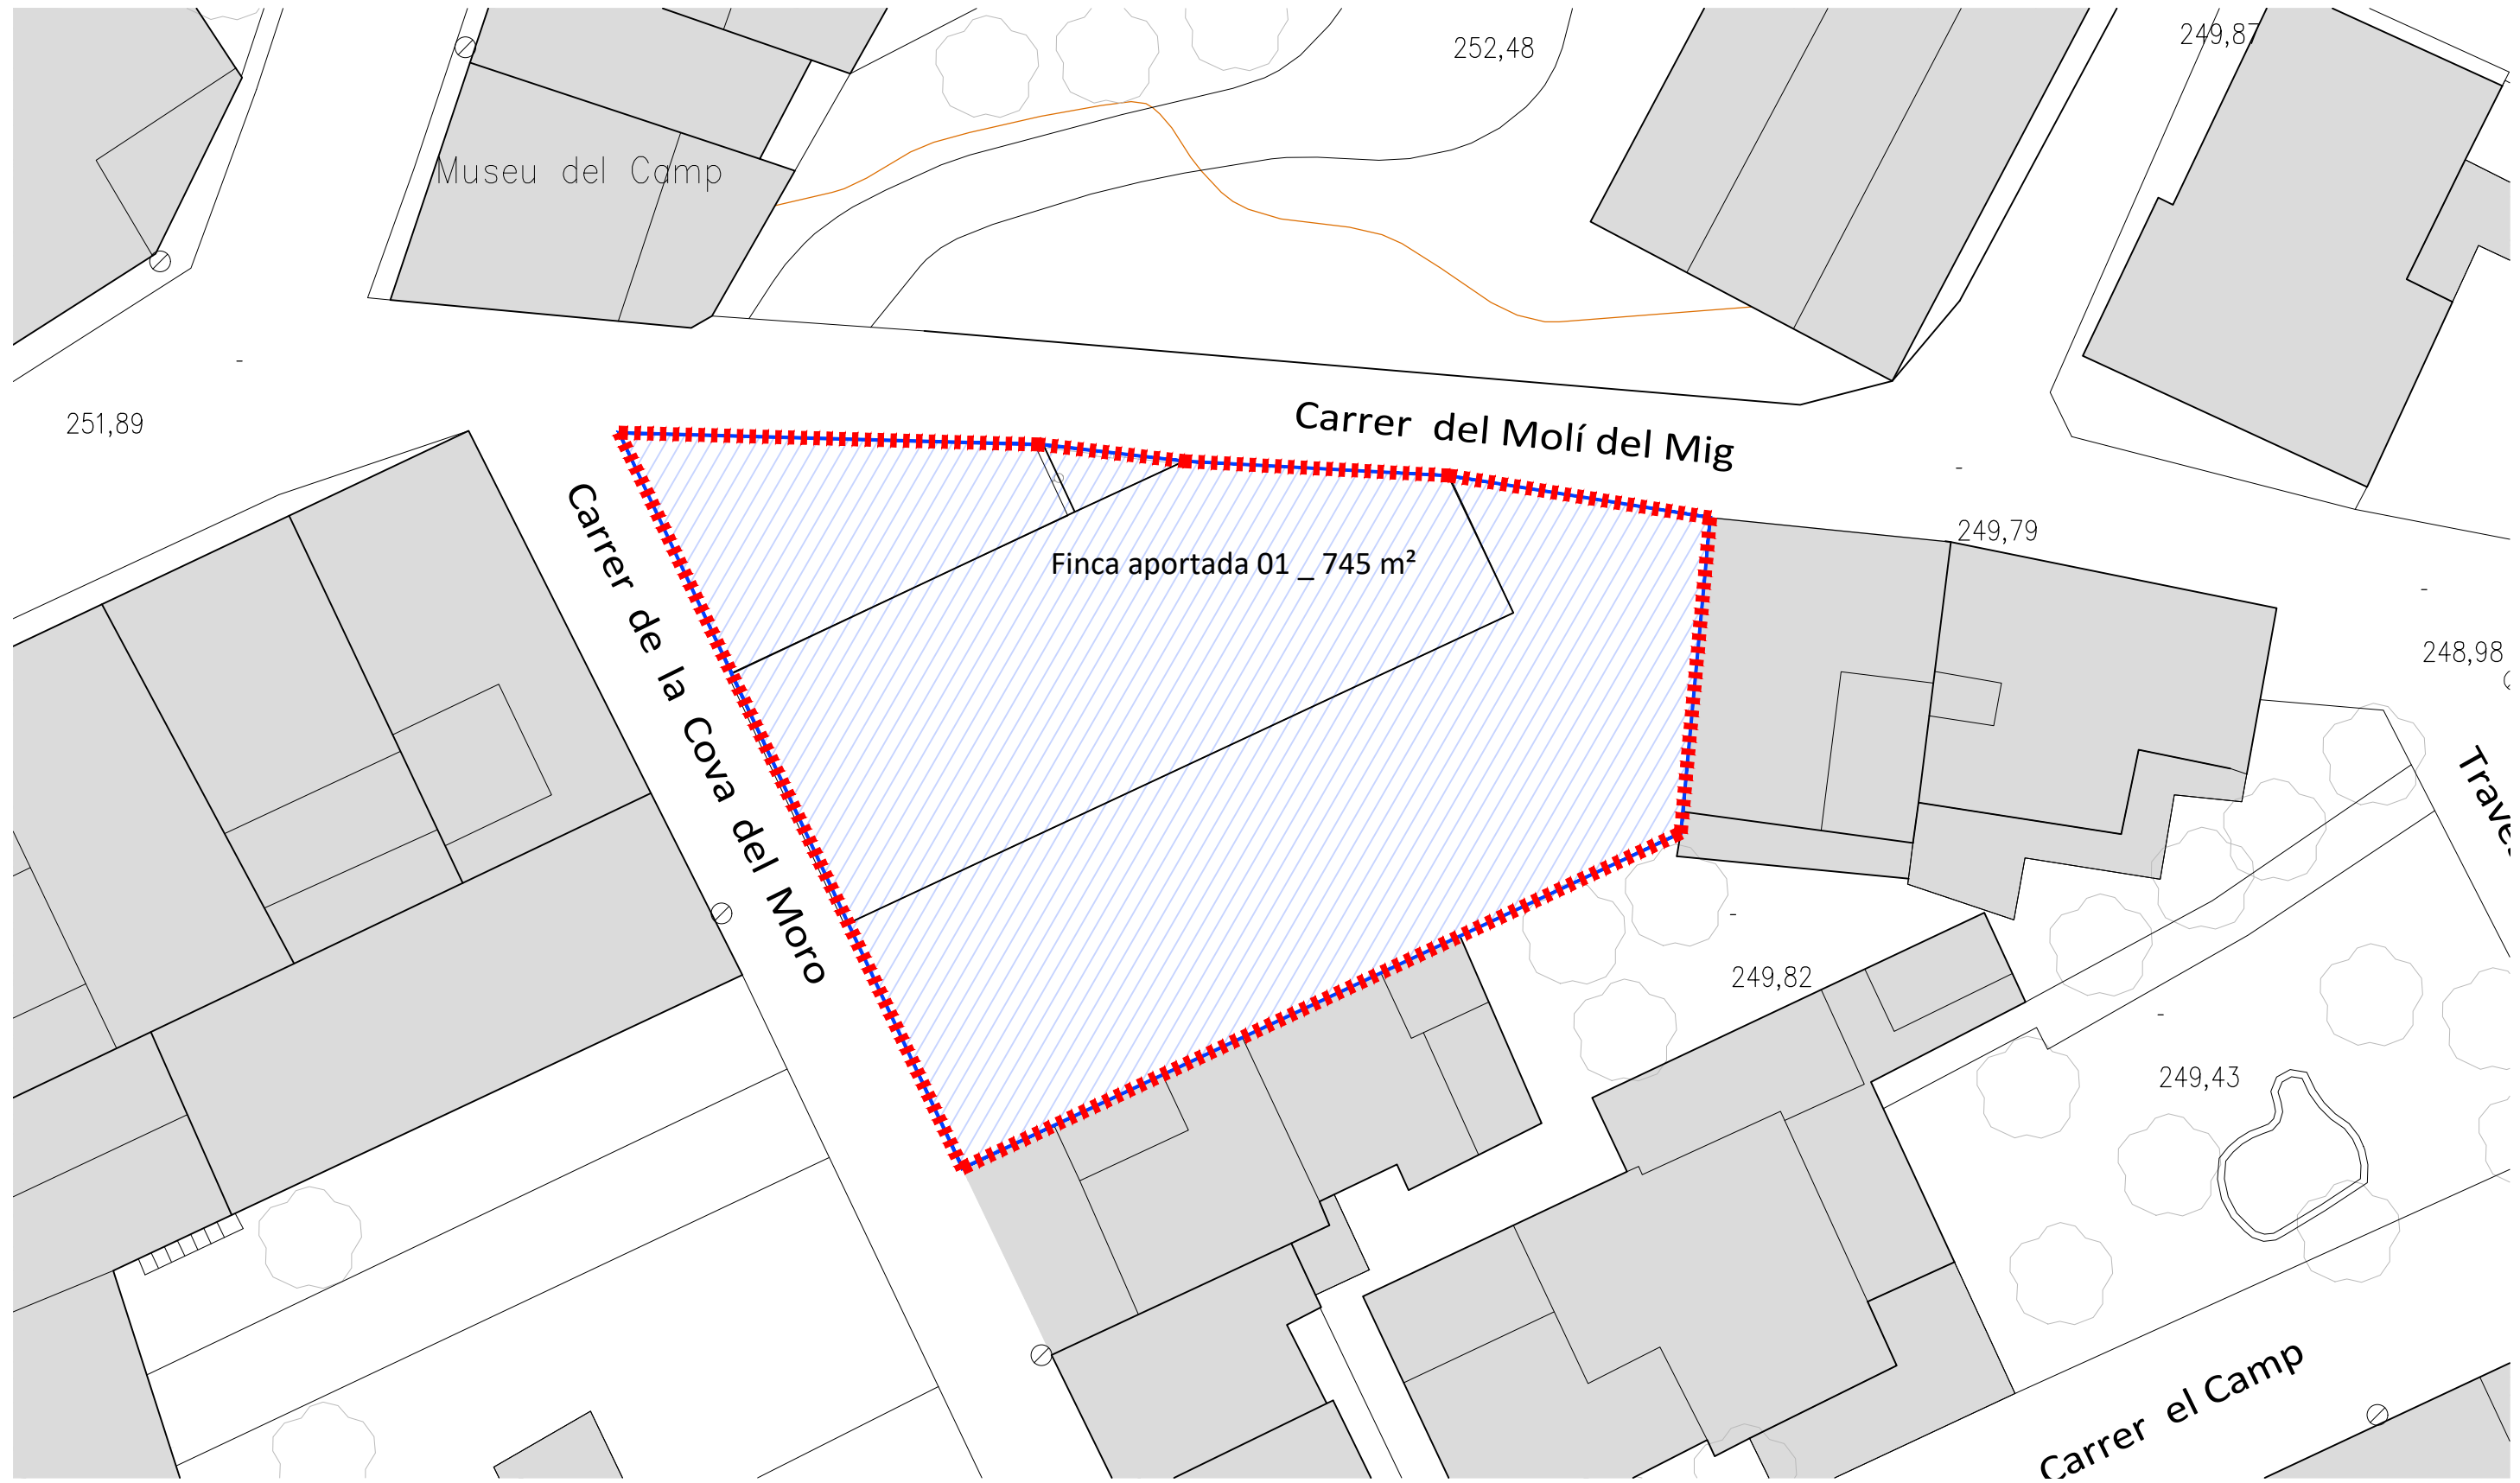 252,48
249,87
Museu del Camp
251,89
Carrer del Molí del Mig
249,79
Finca aportada 01 _ 745 m²
Carrer de la Cova del Moro
248,98
249,82
249,43
Carrer el Camp